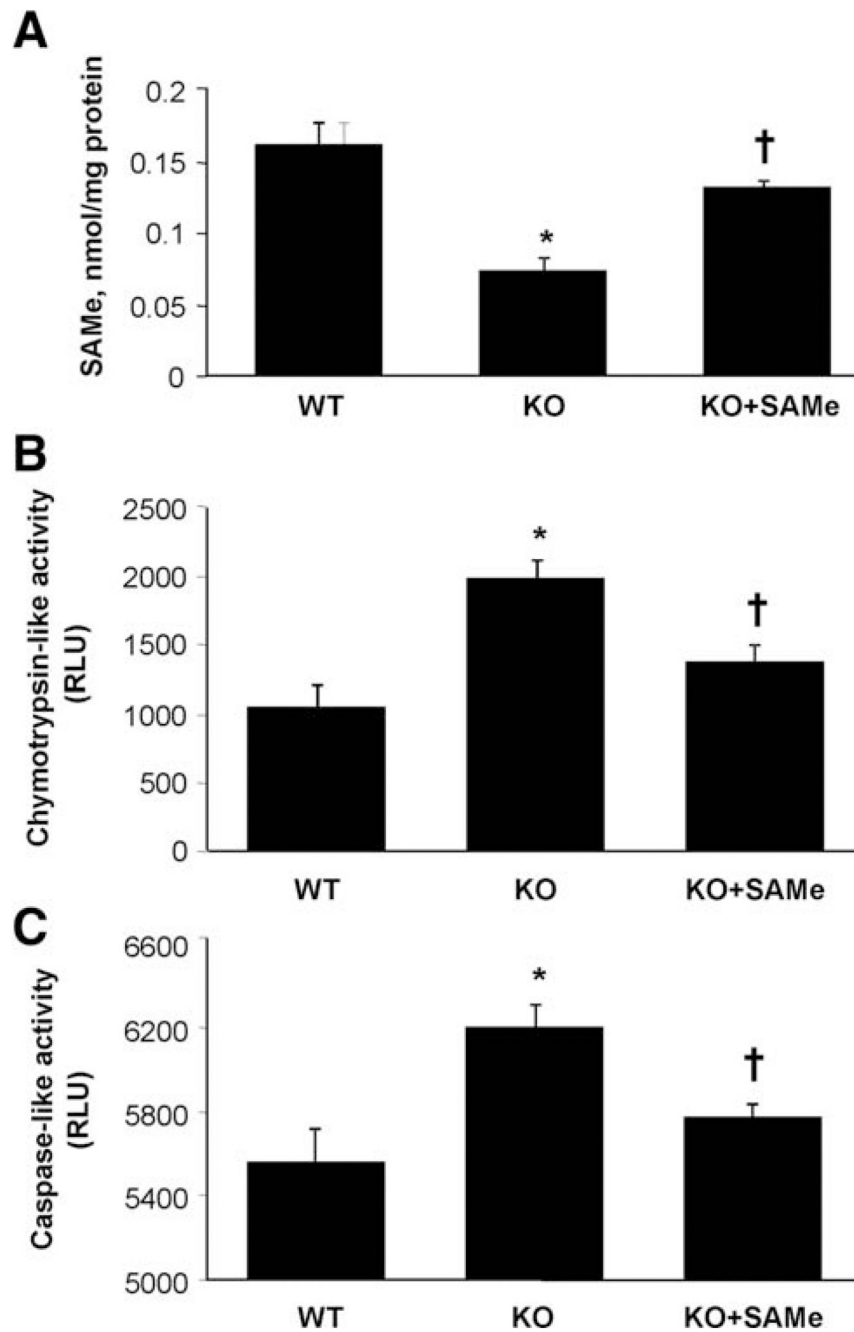 A
SAMe, nmol/mg protein
0.2
0.15
0.1
0.05
0
*
†
WT KO KO+SAMe
B
Chymotrypsin-like activity
(RLU)
2500
2000
1500
1000
500
0
*
†
WT KO KO+SAMe
C
Caspase-like activity
(RLU)
6600
6200
5800
5400
5000
*
†
WT KO KO+SAMe